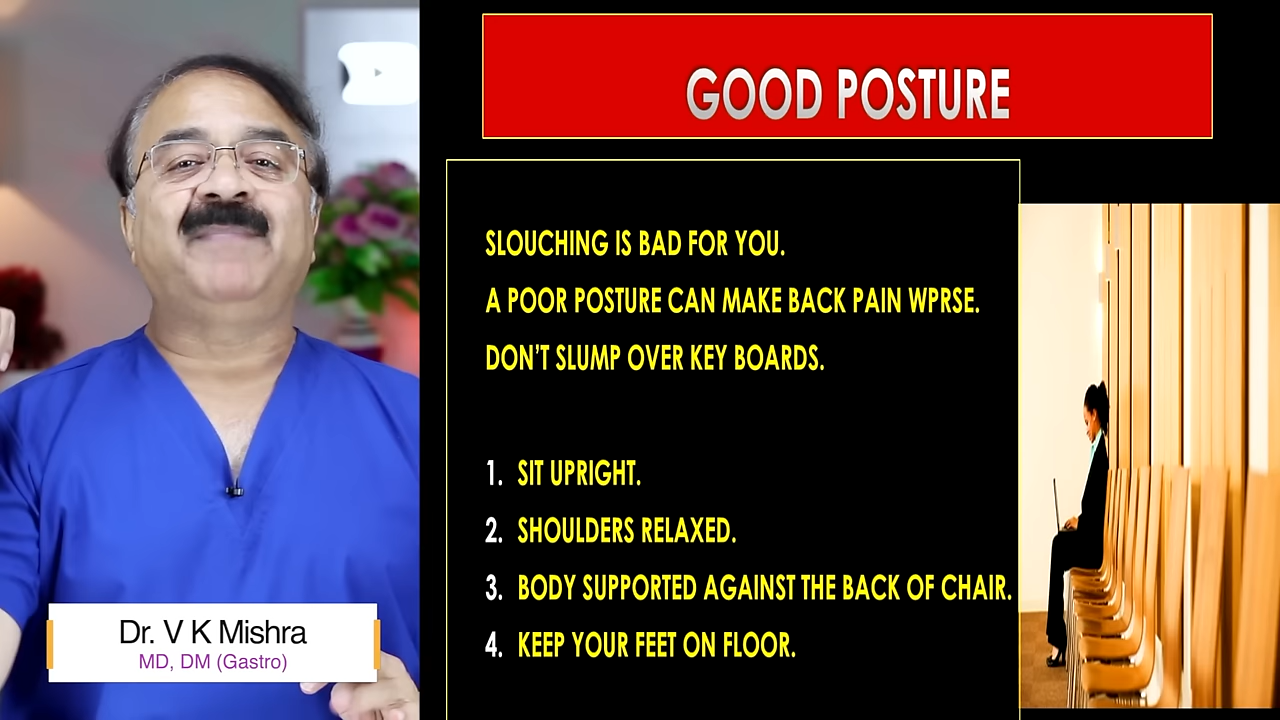 GOOD POSTURE
SLOUCHING IS BAD FOR YOU.
A POOR POSTURE CAN MAKE BACK PAIN WPRSE.
DON'T SLUMP OVER KEY BOARDS.
1. SIT UPRIGHT.
2. SHOULDERS RELAXED.
3. BODY SUPPORTED AGAINST THE BACK OF CHAIR.
4. KEEP YOUR FEET ON FLOOR.
Dr. V K Mishra
MD, DM (Gastro)